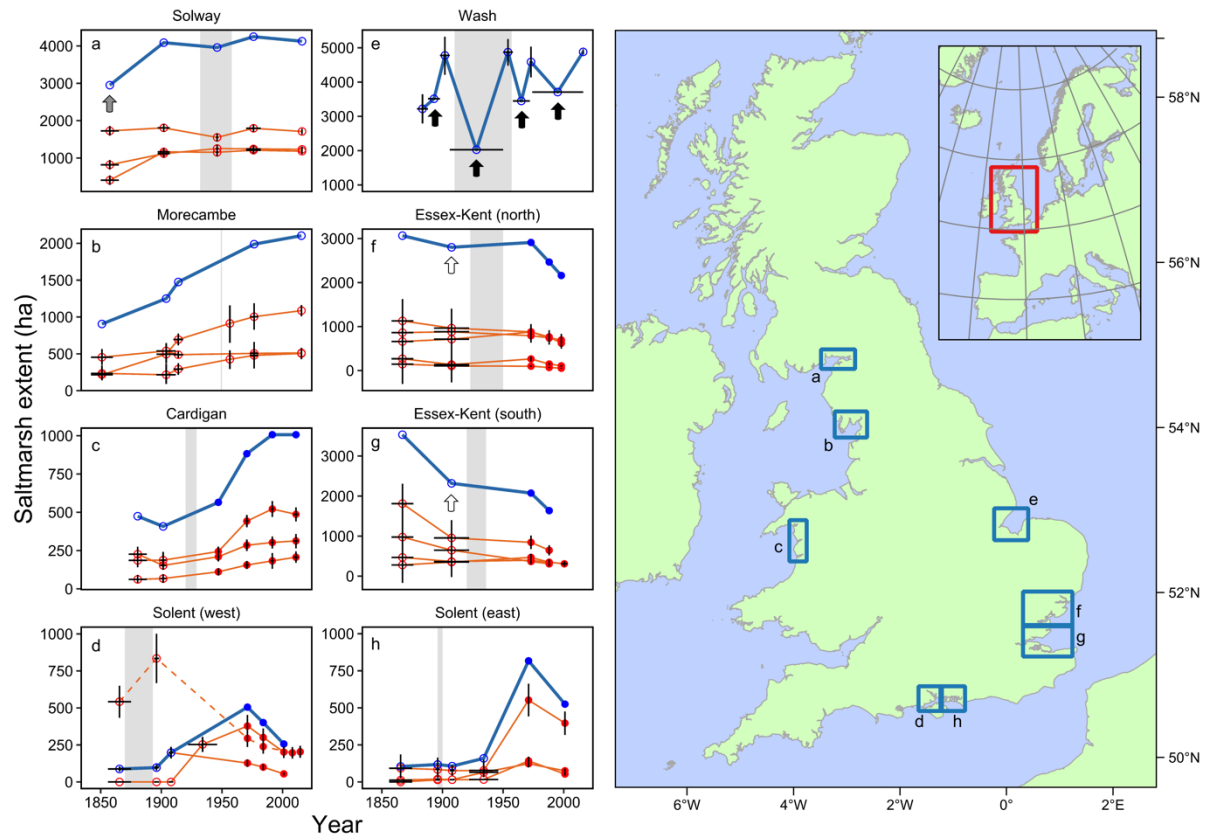 Solway
a
4000
3000
2000
1000
Wash
e
5000
4000
3000
2000
1000
Morecambe
b
2000
1500
1000
500
0
Essex-Kent (north)
f
3000
2000
1000
0
Cardigan
c
1000
750
500
250
0
Essex-Kent (south)
g
3000
2000
1000
0
Solent (west)
d
1000
750
500
250
0
1850 1900 1950 2000
Solent (east)
h
1000
750
500
250
0
1850 1900 1950 2000
Saltmarsh extent (ha)
Year
a
b
c
d
h
e
f
g
58°N
56°N
54°N
52°N
50°N
6°W 4°W 2°W 0° 2°E